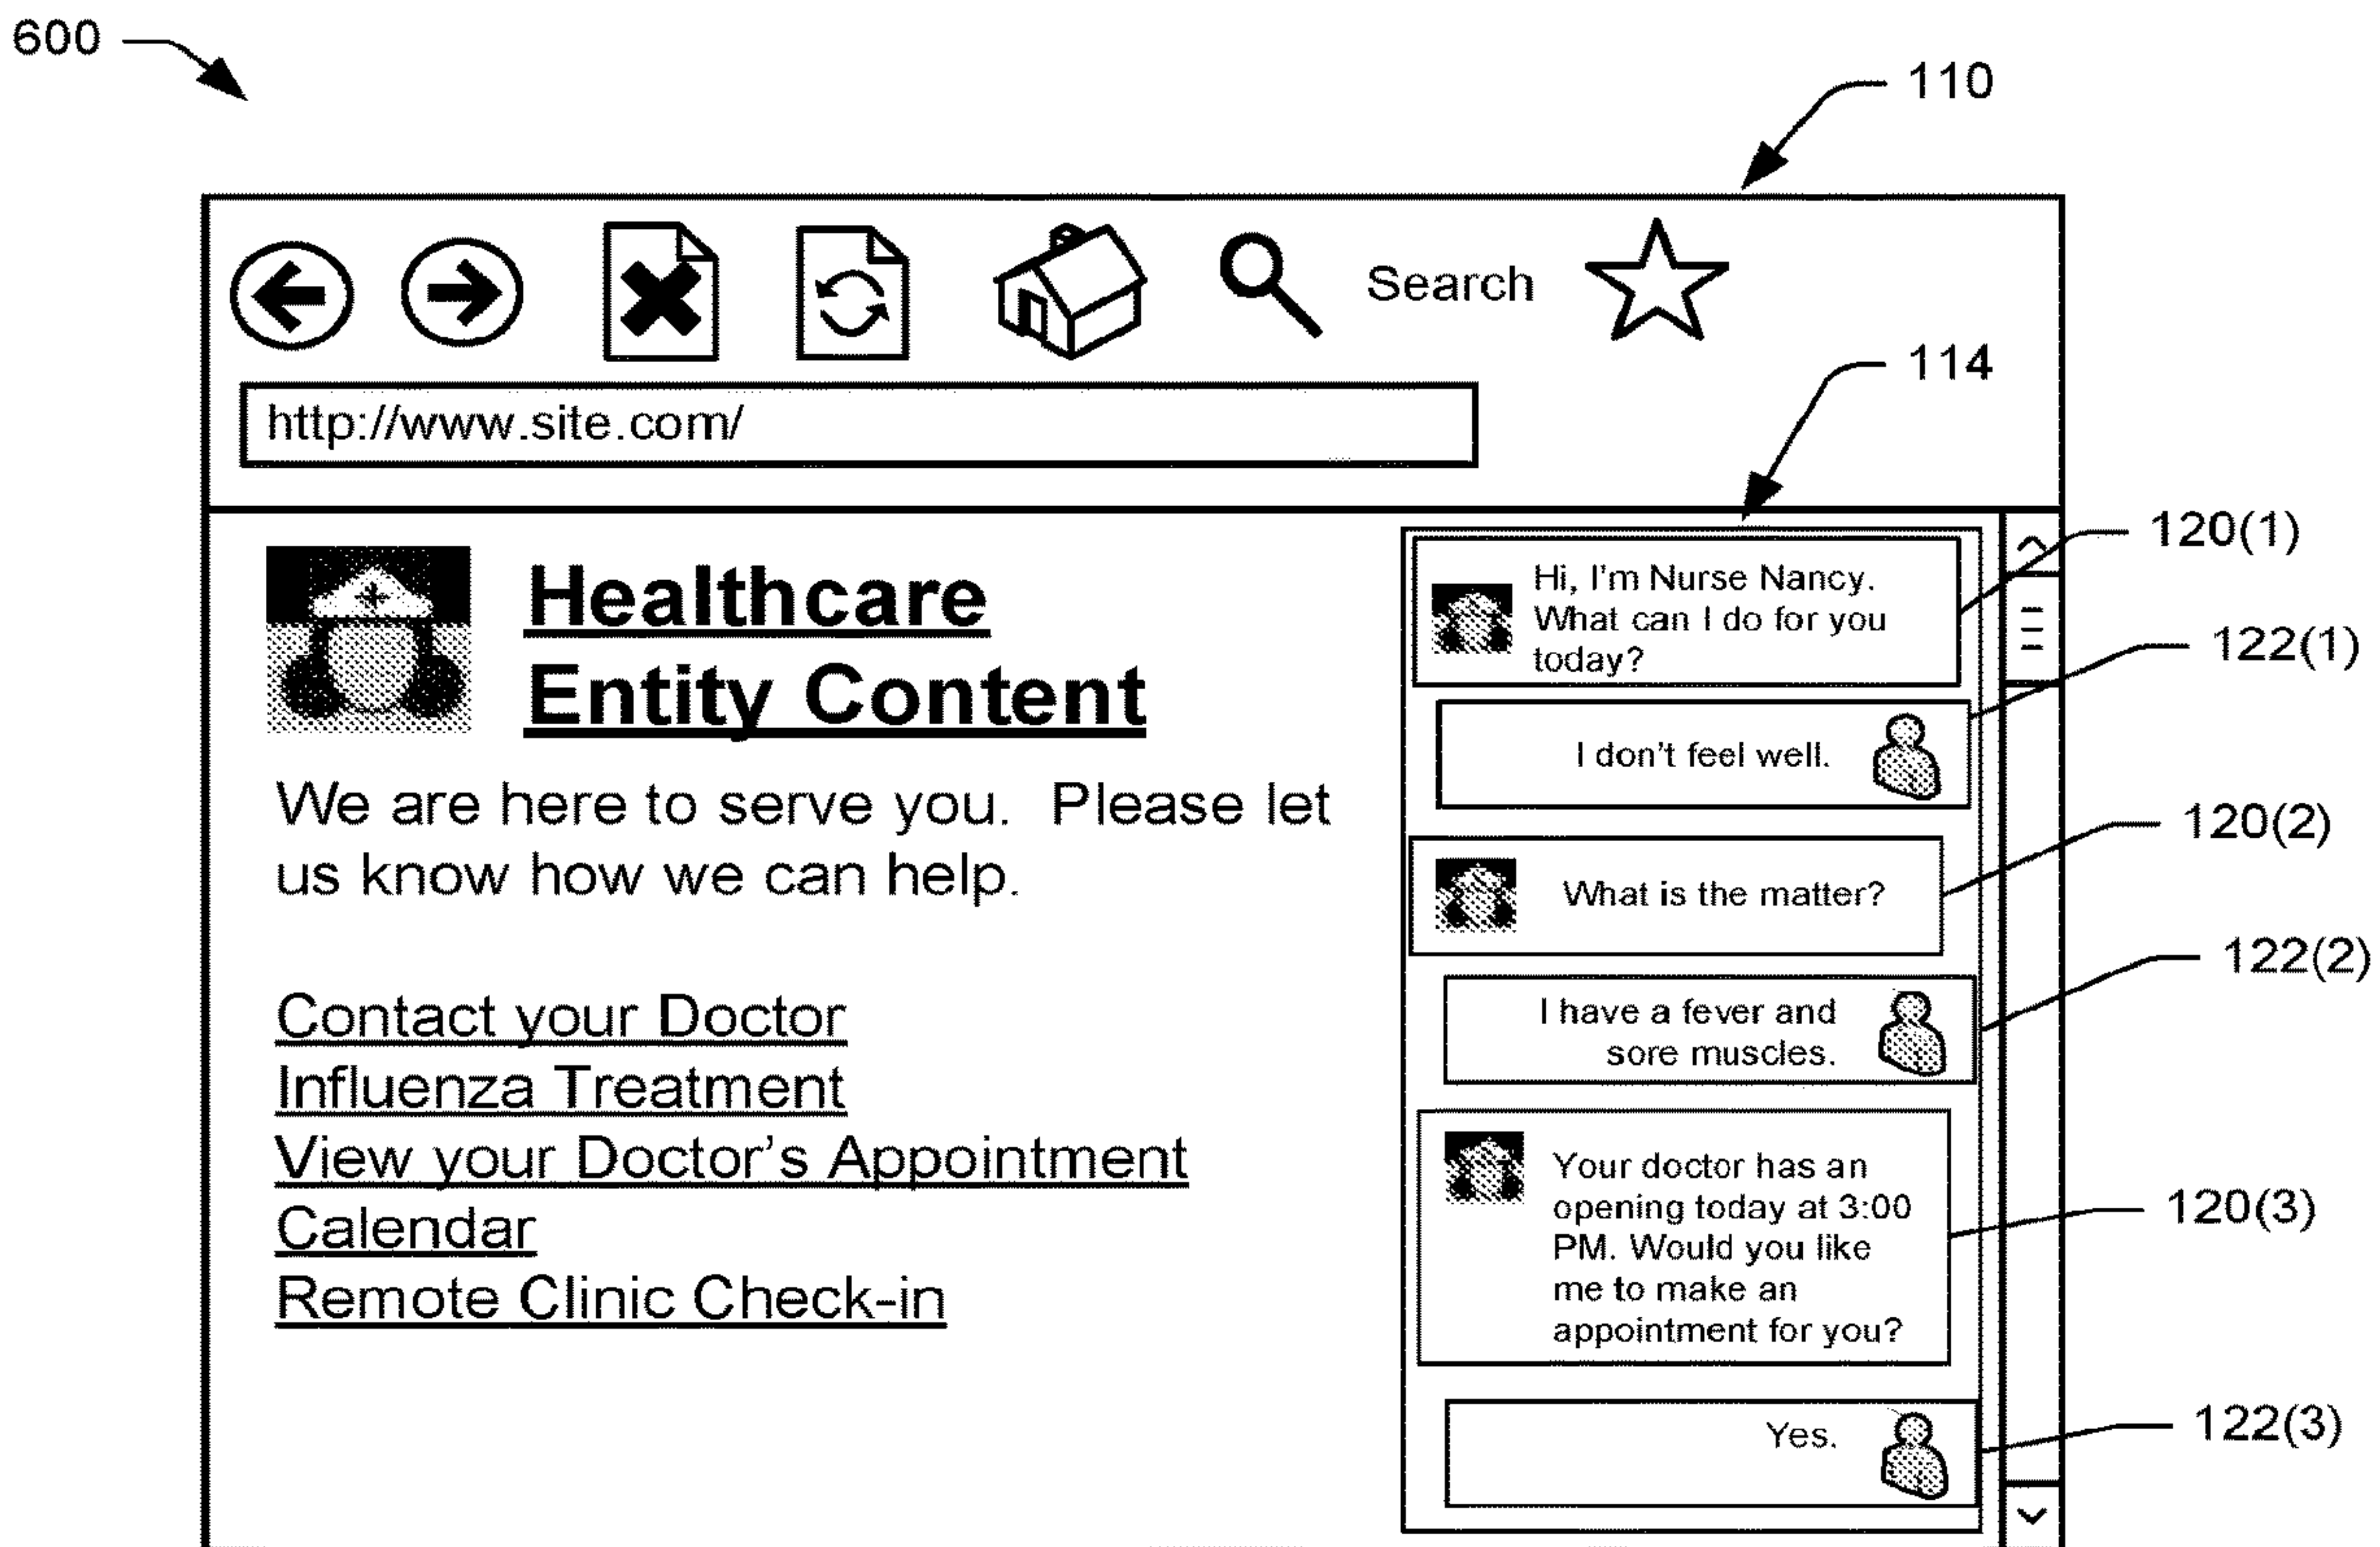 600
110
Search
114
http://www.site.com/
Healthcare
Entity Content
We are here to serve you. Please let
us know how we can help.
Contact your Doctor
Influenza Treatment
View your Doctor's Appointment
Calendar
Remote Clinic Check-in
Hi, I'm Nurse Nancy.
What can I do for you
today?
120(1)
I don't feel well.
122(1)
What is the matter?
120(2)
I have a fever and
sore muscles.
122(2)
Your doctor has an
opening today at 3:00
PM. Would you like
me to make an
appointment for you?
120(3)
Yes.
122(3)